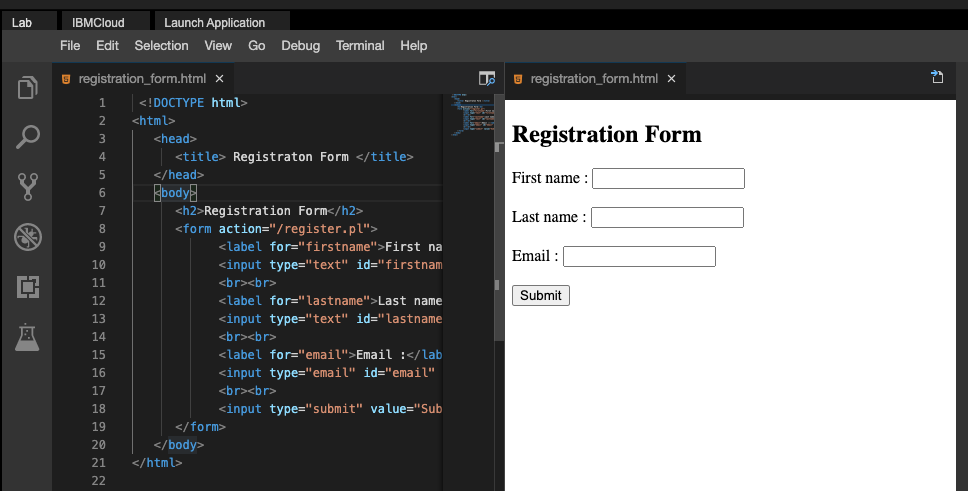 Lab IBMCloud Launch Application
File Edit Selection View Go Debug Terminal Help
registration_form.html ×
1 <!DOCTYPE html>
2 <html>
3 <head>
4 <title> Registraton Form </title>
5 </head>
6 <body>
7 <h2>Registration Form</h2>
8 <form action="/register.pl">
9 <label for="firstname">First na
10 <input type="text" id="firstnam
11 <br><br>
12 <label for="lastname">Last name
13 <input type="text" id="lastname
14 <br><br>
15 <label for="email">Email :</lab
16 <input type="email" id="email"
17 <br><br>
18 <input type="submit" value="Sub
19 </form>
20 </body>
21 </html>
22
registration_form.html ×
Registration Form
First name :
Last name :
Email :
Submit